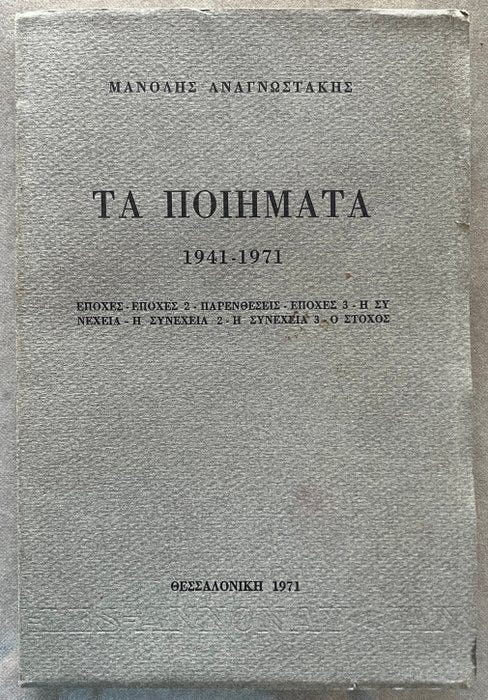 ΜΑΝΟΛΗΣ ΑΝΑΓΝΩΣΤΑΚΗΣ
ΤΑ ΠΟΙΗΜΑΤΑ
1941-1971
ΕΠΟΧΕΣ - ΕΠΟΧΕΣ 2 - ΠΑΡΕΝΘΕΣΕΙΣ - ΕΠΟΧΕΣ 3 - Η ΣΥ
ΝΕΧΕΙΑ - Η ΣΥΝΕΧΕΙΑ 2 - Η ΣΥΝΕΧΕΙΑ 3 - Ο ΣΤΟΧΟΣ
ΘΕΣΣΑΛΟΝΙΚΗ 1971